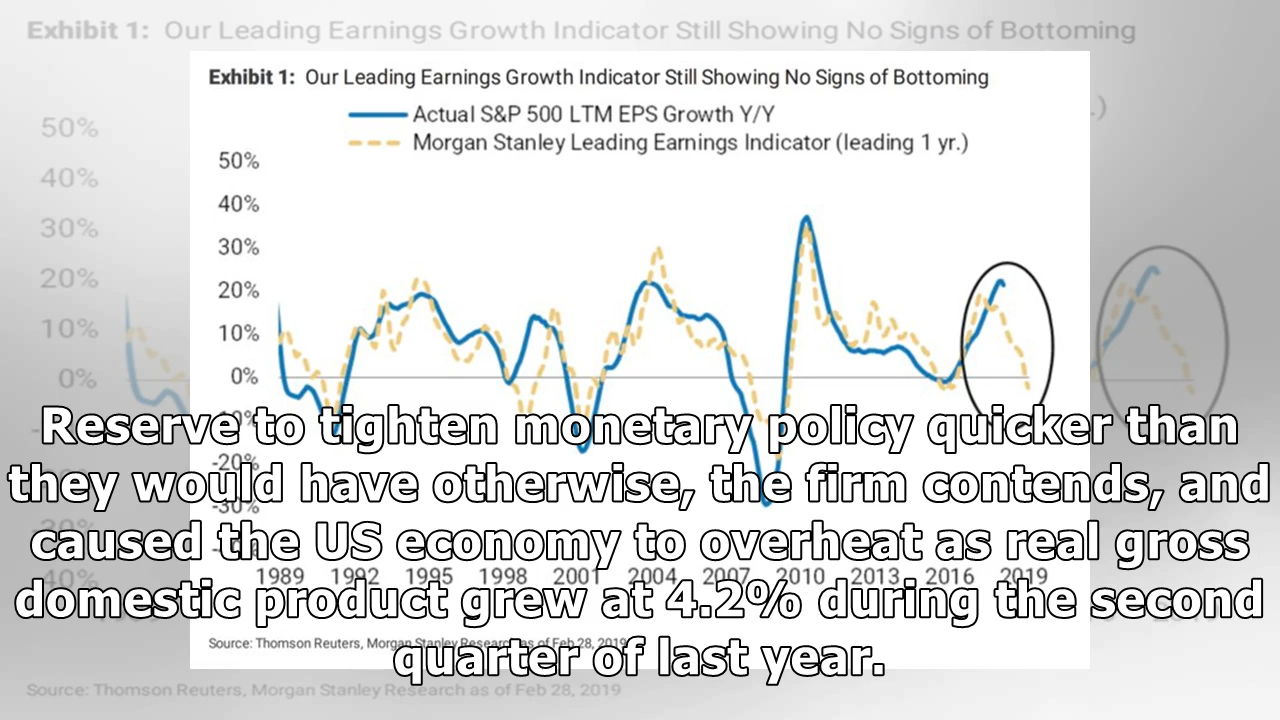 Exhibit 1: Our Leading Earnings Growth Indicator Still Showing No Signs of Bottoming
Exhibit 1: Our Leading Earnings Growth Indicator Still Showing No Signs of Bottoming
Actual S&P 500 LTM EPS Growth Y/Y
Morgan Stanley Leading Earnings Indicator (leading 1 yr.)
50%
40%
30%
20%
10%
0%
-10%
-20%
-30%
50%
40%
30%
20%
10%
0%
Reserve to tighten monetary policy quicker than
they would have otherwise, the firm contends, and
caused the US economy to overheat as real gross
1989 1992 1995 1998 2001 2004 2007 2010 2013 2016 2019
domestic product grew at 4.2% during the second
Source: Thomson Reuters, Morgan Stanley Research as of Feb 28, 2019
quarter of last year.
Source: Thomson Reuters, Morgan Stanley Research as of Feb 28, 2019